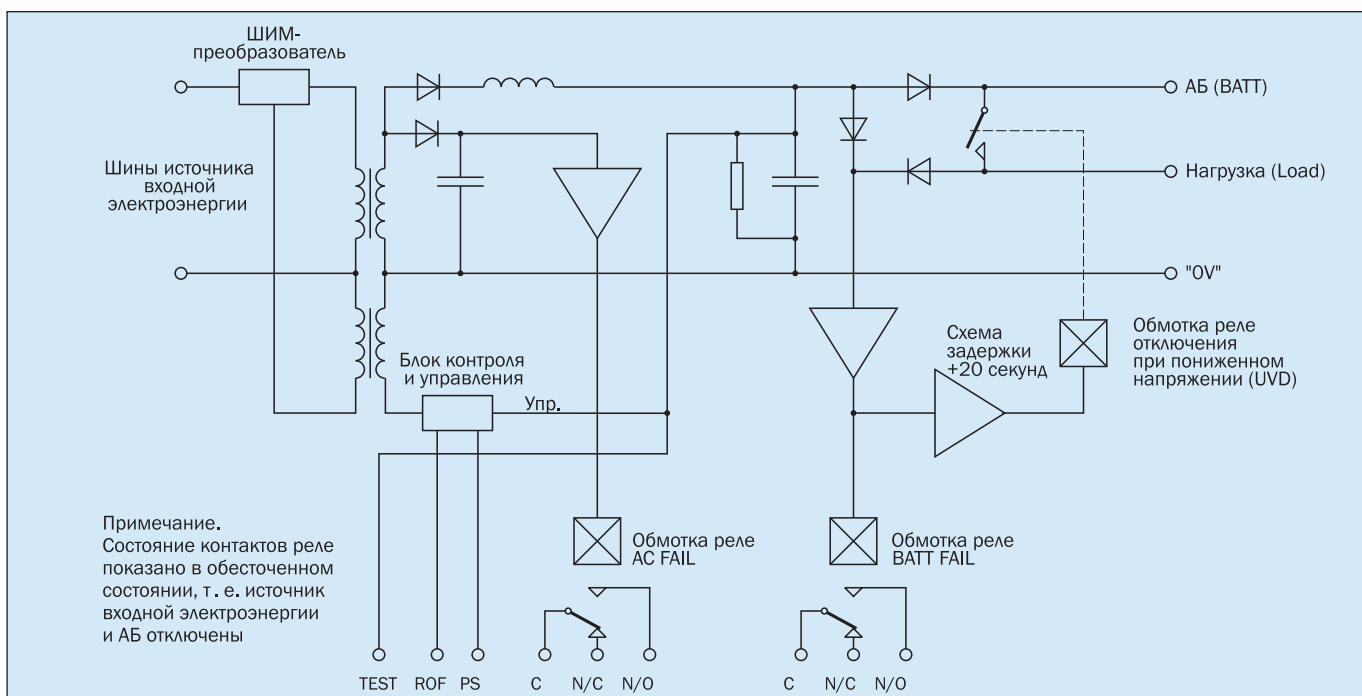 ШИМ-
преобразователь
АБ (BATT)
Шины источника
входной
электроэнергии
Нагрузка (Load)
"OV"
Схема
задержки
+20 секунд
Обмотка реле
отключения
при пониженном
напряжении (UVD)
Блок контроля
и управления
Упр.
Примечание.
Состояние контактов реле
показано в обесточенном
состоянии, т. е. источник
входной электроэнергии
и АБ отключены
Обмотка реле
AC FAIL
Обмотка реле
BATT FAIL
TEST ROF PS C N/C N/O C N/C N/O